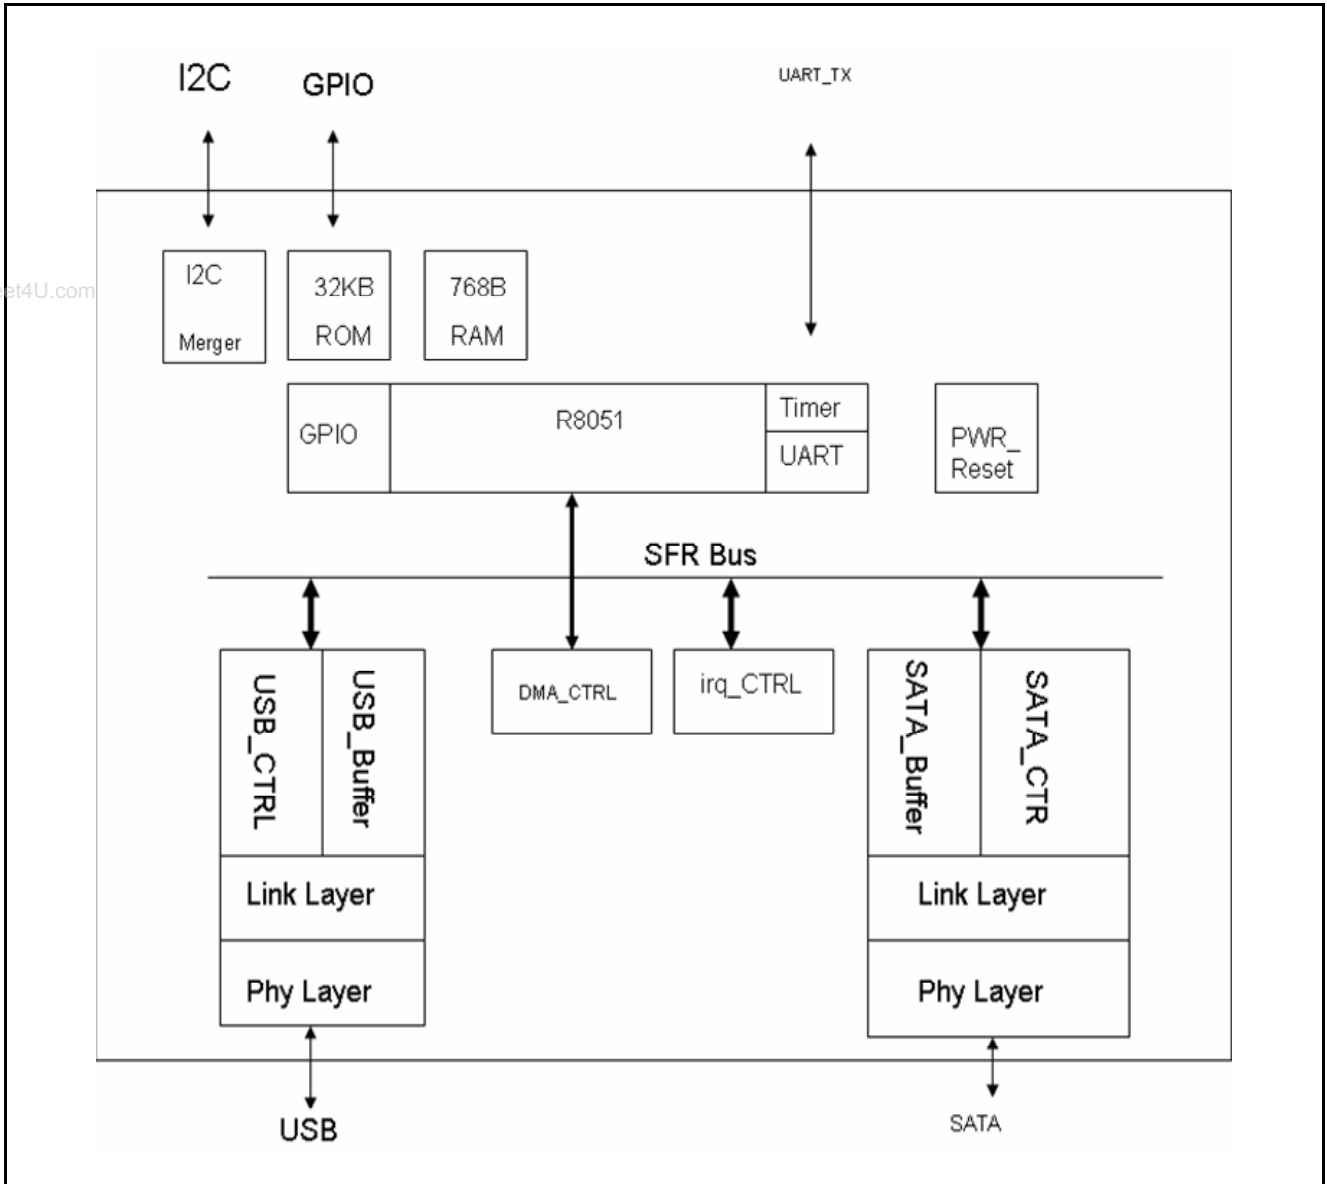 I2C
GPIO
UART_TX
et4U.com
I2C
Merger
32KB
ROM
768B
RAM
GPIO
R8051
Timer
UART
PWR_
Reset
SFR Bus
USB_CTRL
USB_Buffer
DMA_CTRL
irq_CTRL
SATA_Buffer
SATA_CTR
Link Layer
Phy Layer
Link Layer
Phy Layer
USB
SATA